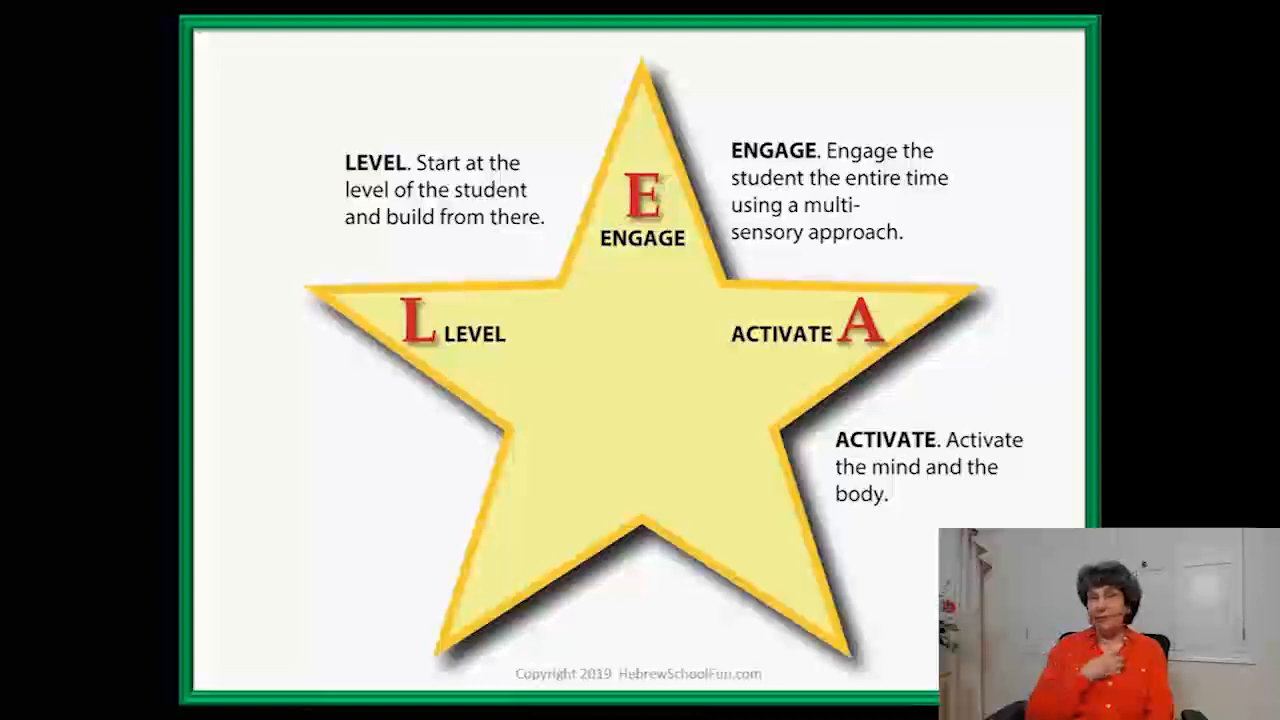 LEVEL. Start at the
level of the student
and build from there.
E
ENGAGE
ENGAGE. Engage the
student the entire time
using a multi-
sensory approach.
L LEVEL
ACTIVATE A
ACTIVATE. Activate
the mind and the
body.
Copyright 2019 HebrewSchoolFun.com